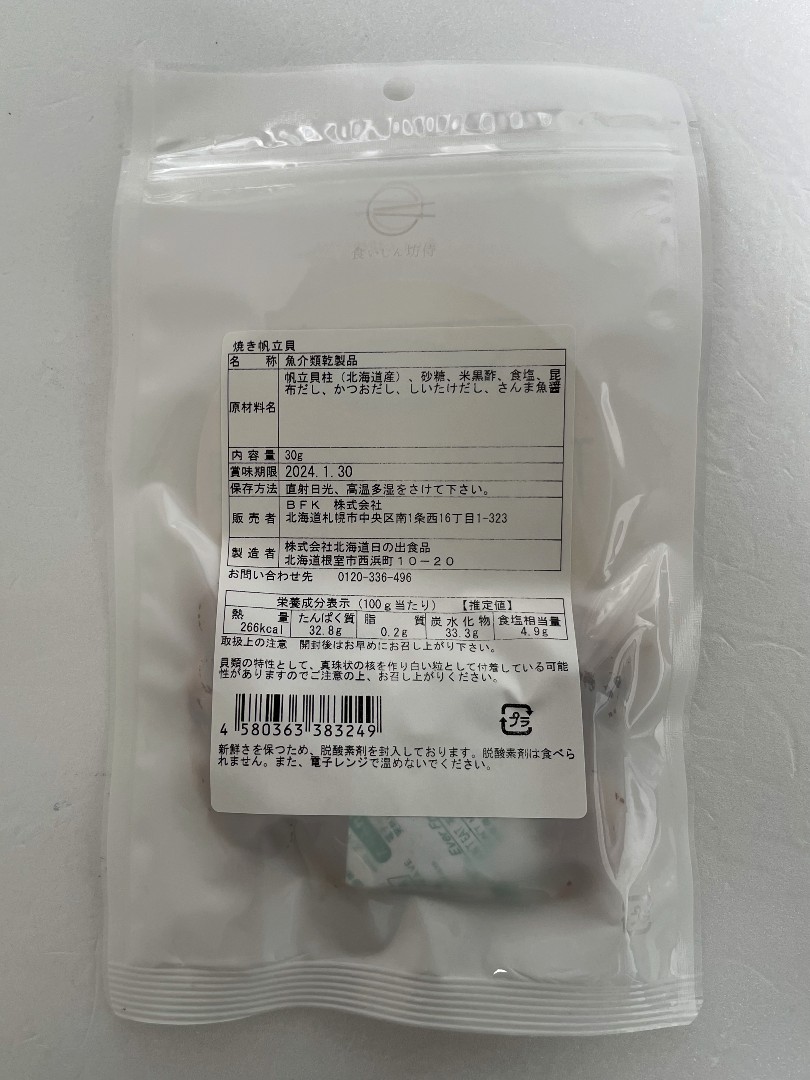 食いしん坊侍
焼き帆立貝
名 称 魚介類乾製品
原材料名 帆立貝柱（北海道産）、砂糖、米黒酢、食塩、昆
布だし、かつおだし、しいたけだし、さんま魚醤
内容量 30g
賞味期限 2024.1.30
保存方法 直射日光、高温多湿をさけて下さい。
販売者 ＢＦＫ 株式会社
北海道札幌市中央区南1条西16丁目1-323
製造者 株式会社北海道日の出食品
北海道根室市西浜町１０－２０
お問い合わせ先 0120-336-496
栄養成分表示（100ｇ当たり） 【推定値】
熱 量 たんぱく質 脂 質 炭水化物 食塩相当量
266kcal 32.8g 0.2g 33.3g 4.9g
取扱上の注意 開封後はお早めにお召し上がり下さい。
貝類の特性として、真珠状の核を作り白い粒として付着している可能
性がありますのでご注意の上、お召し上がりください。
4 580363 383249
プラ
新鮮さを保つため、脱酸素剤を封入しております。脱酸素剤は食べら
れません。また、電子レンジで温めないでください。